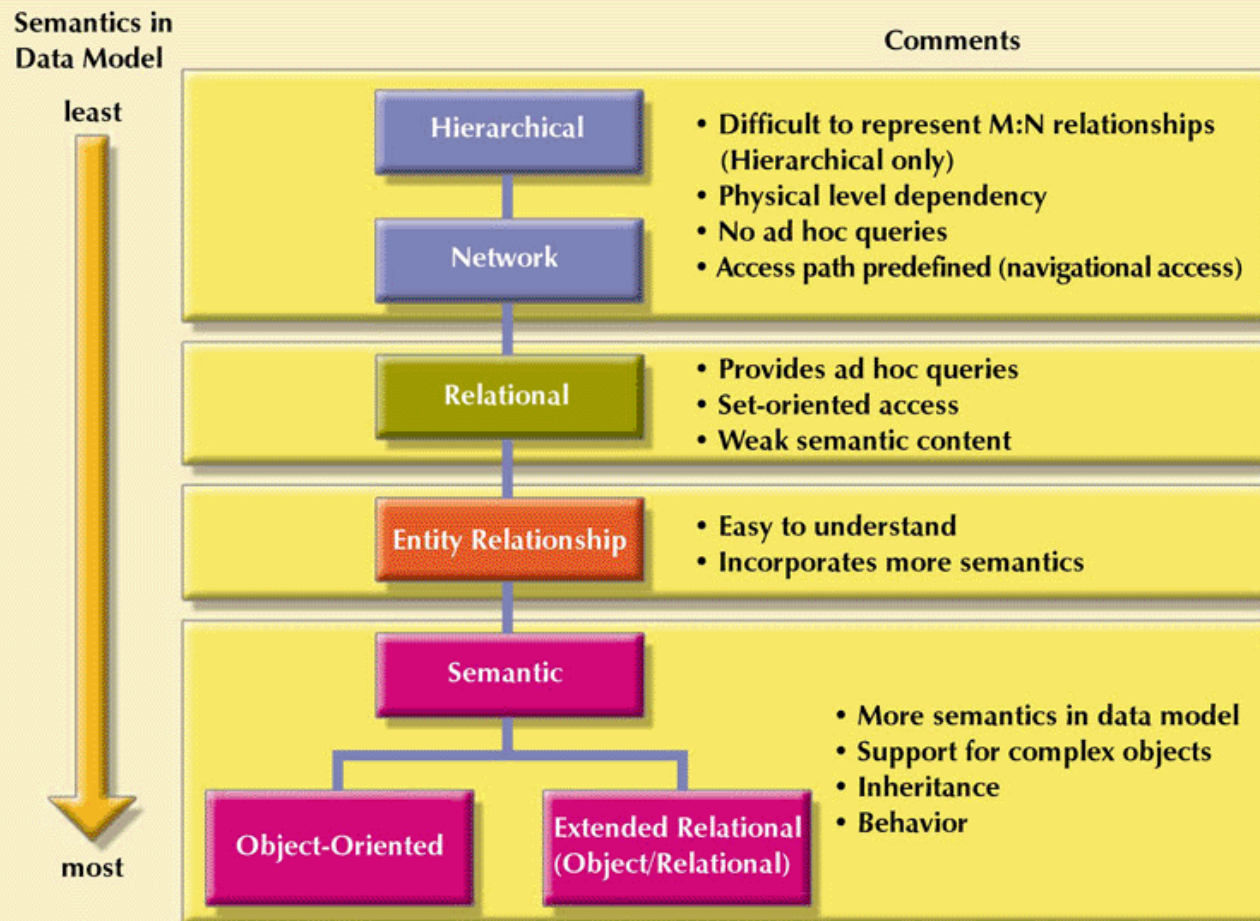 Semantics in
Data Model
Comments
least
Hierarchical
• Difficult to represent M:N relationships
(Hierarchical only)
• Physical level dependency
• No ad hoc queries
• Access path predefined (navigational access)
Network
Relational
• Provides ad hoc queries
• Set-oriented access
• Weak semantic content
Entity Relationship
• Easy to understand
• Incorporates more semantics
Semantic
• More semantics in data model
• Support for complex objects
• Inheritance
• Behavior
Object-Oriented
Extended Relational
(Object/Relational)
most